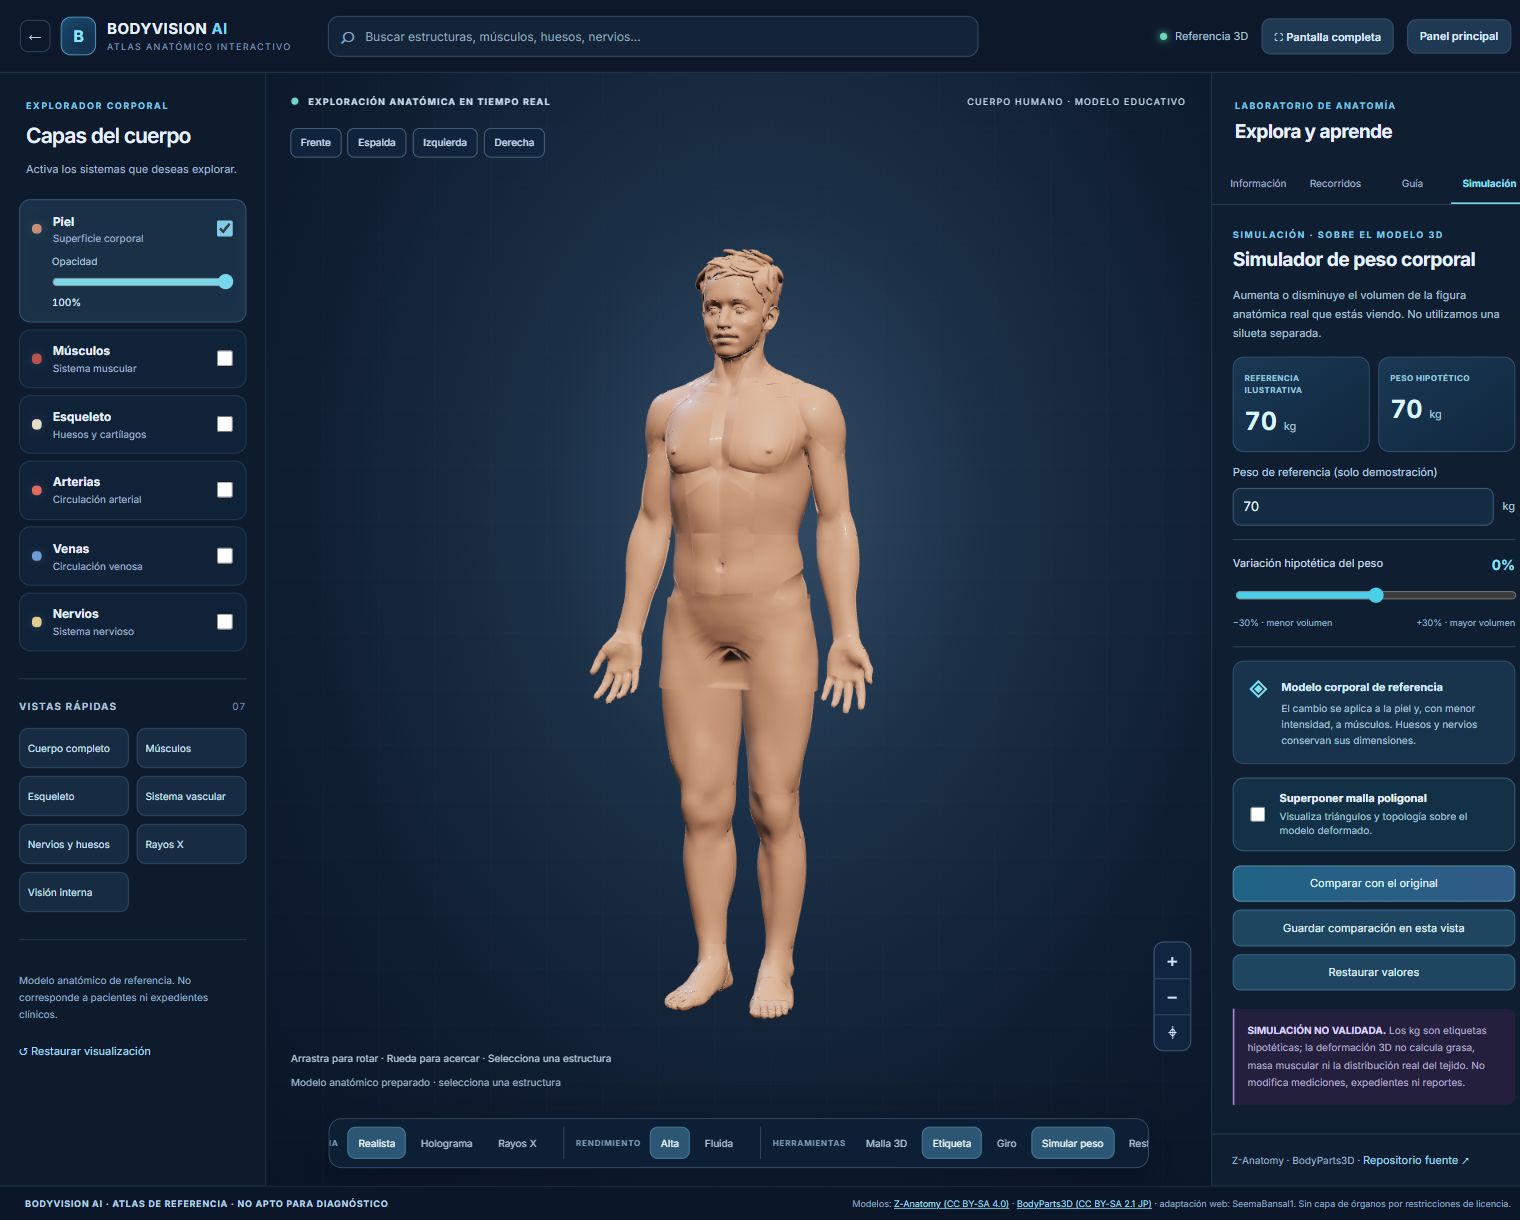 ←
B
BODYVISION AI
ATLAS ANATÓMICO INTERACTIVO
Buscar estructuras, músculos, huesos, nervios...
Referencia 3D
Pantalla completa
Panel principal
EXPLORADOR CORPORAL
Capas del cuerpo
Activa los sistemas que deseas explorar.
Piel
Superficie corporal
Opacidad
100%
Músculos
Sistema muscular
Esqueleto
Huesos y cartílagos
Arterias
Circulación arterial
Venas
Circulación venosa
Nervios
Sistema nervioso
VISTAS RÁPIDAS 07
Cuerpo completo
Músculos
Esqueleto
Sistema vascular
Nervios y huesos
Rayos X
Visión interna
Modelo anatómico de referencia. No
corresponde a pacientes ni expedientes
clínicos.
↺ Restaurar visualización
EXPLORACIÓN ANATÓMICA EN TIEMPO REAL
CUERPO HUMANO · MODELO EDUCATIVO
Frente
Espalda
Izquierda
Derecha
+
−
Arrastra para rotar · Rueda para acercar · Selecciona una estructura
Modelo anatómico preparado · selecciona una estructura
IA
Realista
Holograma
Rayos X
RENDIMIENTO
Alta
Fluida
HERRAMIENTAS
Malla 3D
Etiqueta
Giro
Simular peso
Rest
LABORATORIO DE ANATOMÍA
Explora y aprende
Información
Recorridos
Guía
Simulación
SIMULACIÓN · SOBRE EL MODELO 3D
Simulador de peso corporal
Aumenta o disminuye el volumen de la figura
anatómica real que estás viendo. No utilizamos una
silueta separada.
REFERENCIA
ILUSTRATIVA
70 kg
PESO HIPOTÉTICO
70 kg
Peso de referencia (solo demostración)
70 kg
Variación hipotética del peso 0%
−30% · menor volumen
+30% · mayor volumen
Modelo corporal de referencia
El cambio se aplica a la piel y, con menor
intensidad, a músculos. Huesos y nervios
conservan sus dimensiones.
Superponer malla poligonal
Visualiza triángulos y topología sobre el
modelo deformado.
Comparar con el original
Guardar comparación en esta vista
Restaurar valores
SIMULACIÓN NO VALIDADA. Los kg son etiquetas
hipotéticas; la deformación 3D no calcula grasa,
masa muscular ni la distribución real del tejido. No
modifica mediciones, expedientes ni reportes.
Z-Anatomy · BodyParts3D · Repositorio fuente ↗
BODYVISION AI · ATLAS DE REFERENCIA · NO APTO PARA DIAGNÓSTICO
Modelos: Z-Anatomy (CC BY-SA 4.0) · BodyParts3D (CC BY-SA 2.1 JP) · adaptación web: SeemaBansal1. Sin capa de órganos por restricciones de licencia.